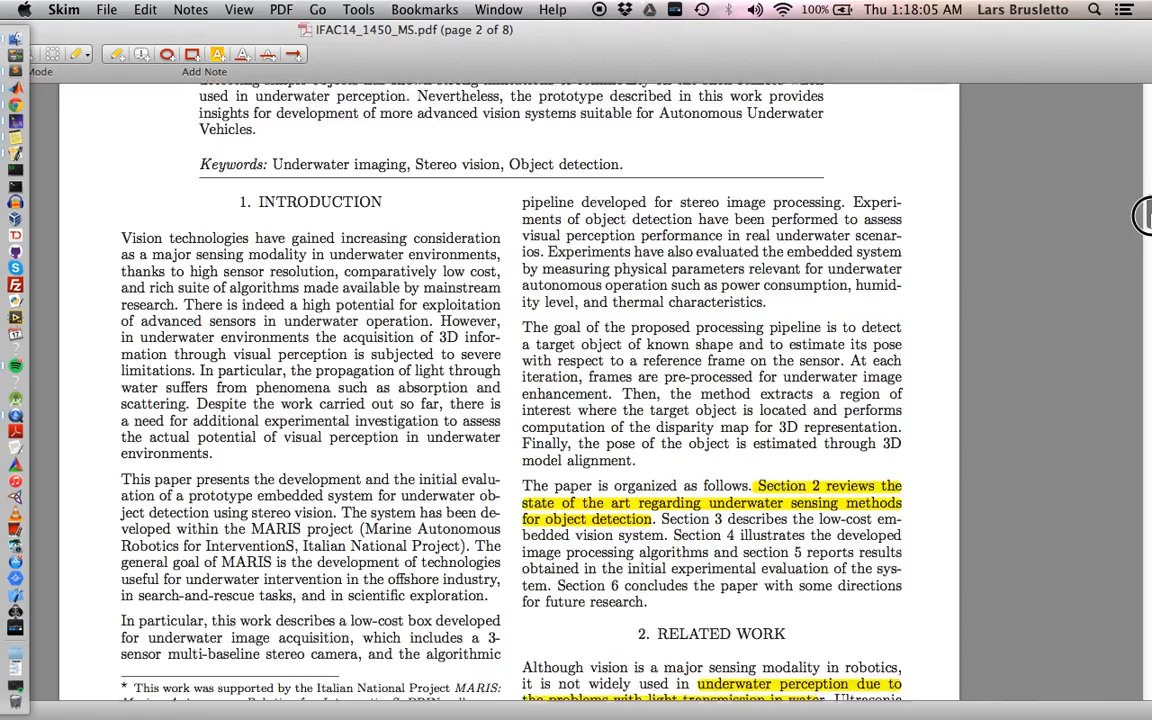 Skim File Edit Notes View PDF Go Tools Bookmarks Window Help 100% Thu 1:18:05 AM Lars Brusletto
IFAC14_1450_MS.pdf (page 2 of 8)
Mode Add Note
used in underwater perception. Nevertheless, the prototype described in this work provides
insights for development of more advanced vision systems suitable for Autonomous Underwater
Vehicles.
Keywords: Underwater imaging, Stereo vision, Object detection.
1. INTRODUCTION
Vision technologies have gained increasing consideration
as a major sensing modality in underwater environments,
thanks to high sensor resolution, comparatively low cost,
and rich suite of algorithms made available by mainstream
research. There is indeed a high potential for exploitation
of advanced sensors in underwater operation. However,
in underwater environments the acquisition of 3D infor-
mation through visual perception is subjected to severe
limitations. In particular, the propagation of light through
water suffers from phenomena such as absorption and
scattering. Despite the work carried out so far, there is
a need for additional experimental investigation to assess
the actual potential of visual perception in underwater
environments.
This paper presents the development and the initial evalu-
ation of a prototype embedded system for underwater ob-
ject detection using stereo vision. The system has been de-
veloped within the MARIS project (Marine Autonomous
Robotics for InterventionS, Italian National Project). The
general goal of MARIS is the development of technologies
useful for underwater intervention in the offshore industry,
in search-and-rescue tasks, and in scientific exploration.
In particular, this work describes a low-cost box developed
for underwater image acquisition, which includes a 3-
sensor multi-baseline stereo camera, and the algorithmic
* This work was supported by the Italian National Project MARIS:
pipeline developed for stereo image processing. Experi-
ments of object detection have been performed to assess
visual perception performance in real underwater scenar-
ios. Experiments have also evaluated the embedded system
by measuring physical parameters relevant for underwater
autonomous operation such as power consumption, humid-
ity level, and thermal characteristics.
The goal of the proposed processing pipeline is to detect
a target object of known shape and to estimate its pose
with respect to a reference frame on the sensor. At each
iteration, frames are pre-processed for underwater image
enhancement. Then, the method extracts a region of
interest where the target object is located and performs
computation of the disparity map for 3D representation.
Finally, the pose of the object is estimated through 3D
model alignment.
The paper is organized as follows. Section 2 reviews the
state of the art regarding underwater sensing methods
for object detection. Section 3 describes the low-cost em-
bedded vision system. Section 4 illustrates the developed
image processing algorithms and section 5 reports results
obtained in the initial experimental evaluation of the sys-
tem. Section 6 concludes the paper with some directions
for future research.
2. RELATED WORK
Although vision is a major sensing modality in robotics,
it is not widely used in underwater perception due to
the problems with light transmission in water. Ultrasonic